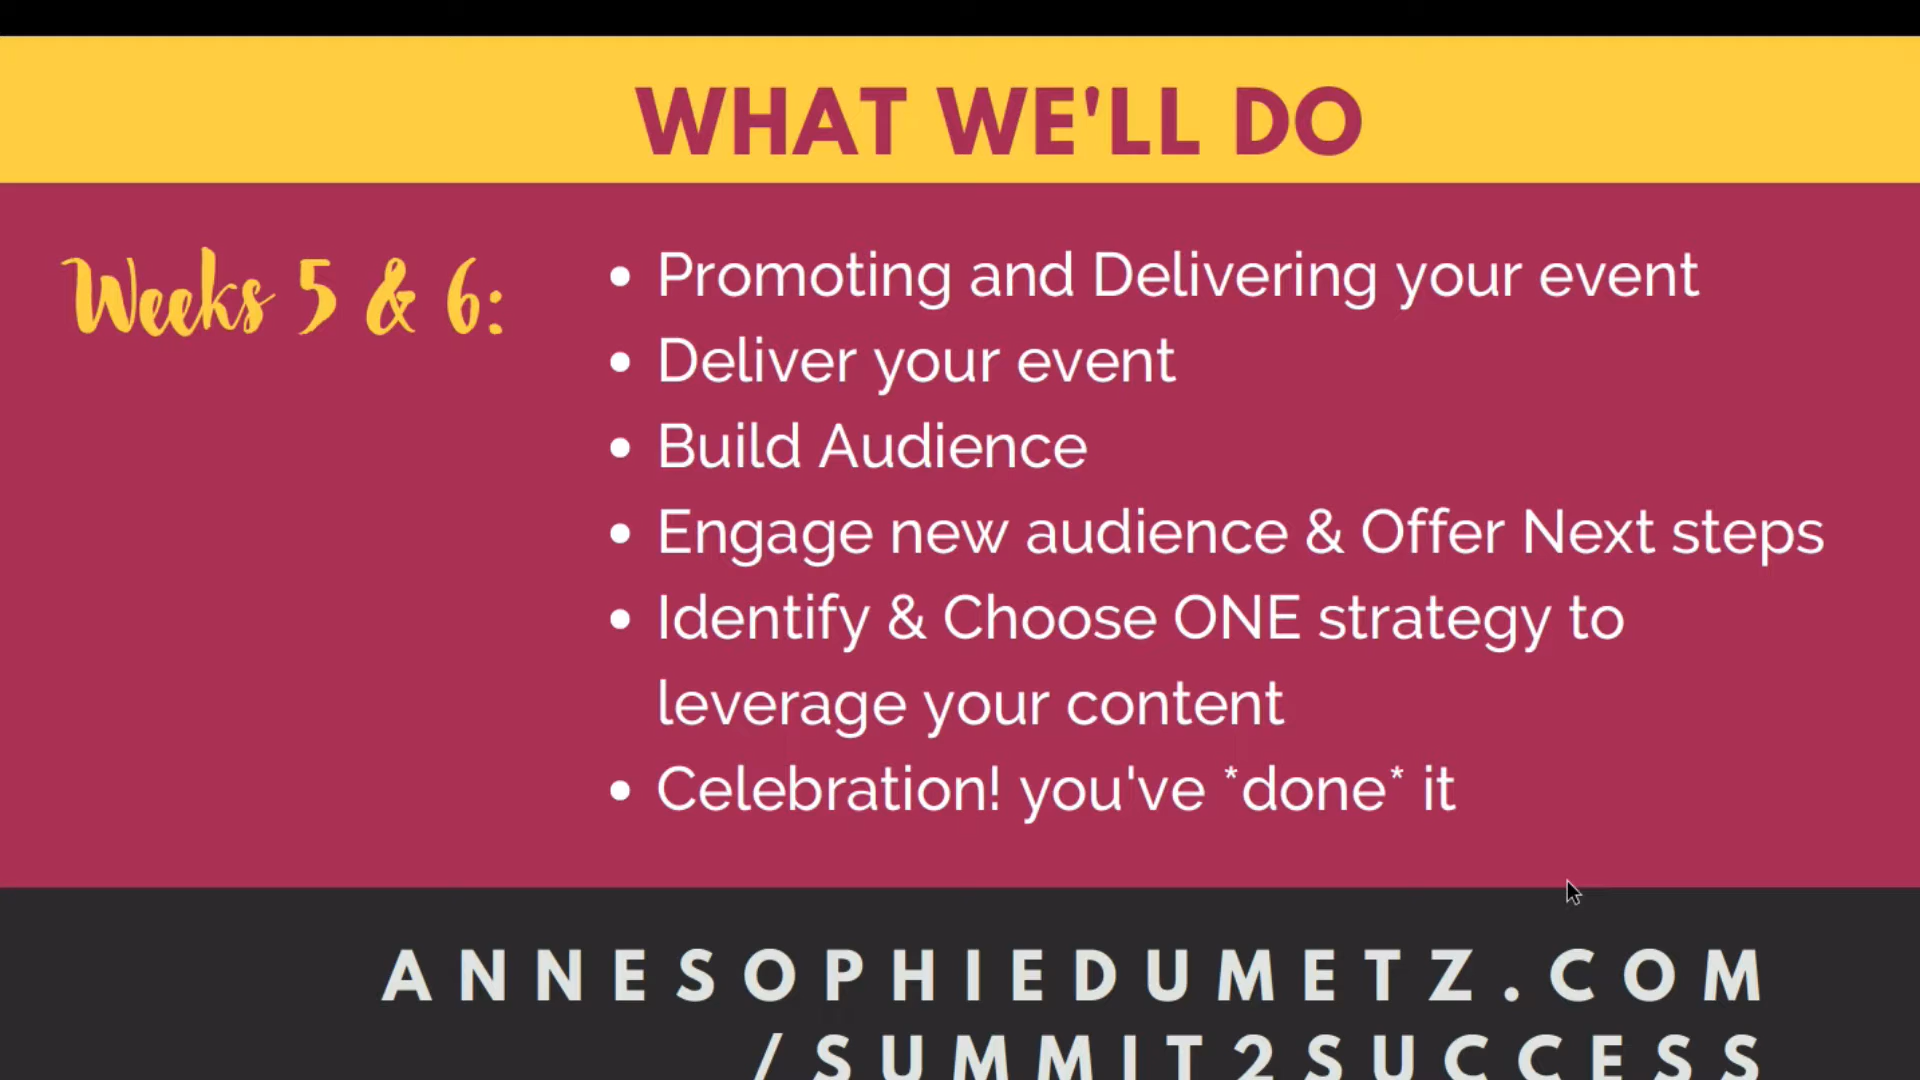 WHAT WE'LL DO
Weeks 5 & 6:
• Promoting and Delivering your event
• Deliver your event
• Build Audience
• Engage new audience & Offer Next steps
• Identify & Choose ONE strategy to
leverage your content
• Celebration! you've *done* it
ANNESOPHIEDUMETZ.COM
/SUMMIT2SUCCESS